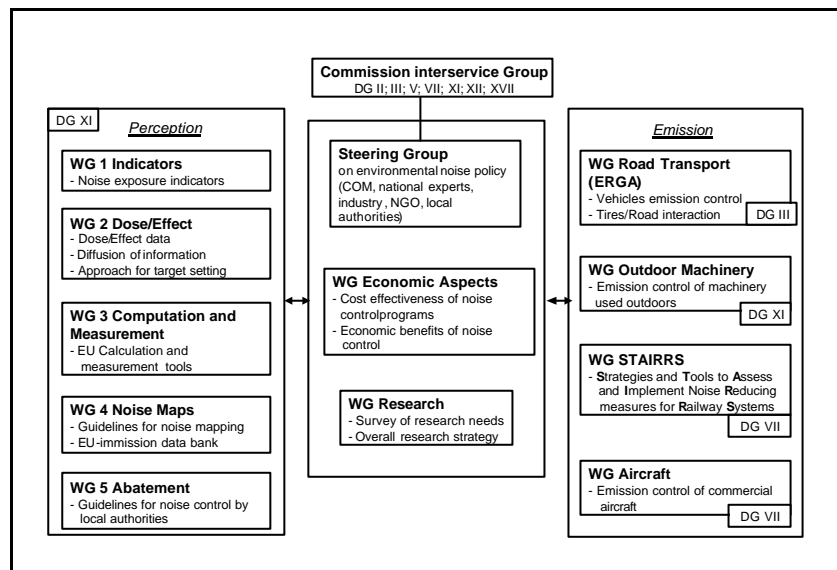 Commission interservice Group
DG II; III; V; VII; XI; XII; XVII
DG XI
Perception
WG 1 Indicators
- Noise exposure indicators
WG 2 Dose/Effect
- Dose/Effect data
- Diffusion of information
- Approach for target setting
WG 3 Computation and
Measurement
- EU Calculation and
measurement tools
WG 4 Noise Maps
- Guidelines for noise mapping
- EU-immission data bank
WG 5 Abatement
- Guidelines for noise control by
local authorities
Steering Group
on environmental noise policy
(COM, national experts,
industry, NGO, local
authorities)
WG Economic Aspects
- Cost effectiveness of noise
controlprograms
- Economic benefits of noise
control
WG Research
- Survey of research needs
- Overall research strategy
Emission
WG Road Transport
(ERGA)
- Vehicles emission control
- Tires/Road interaction
DG III
WG Outdoor Machinery
- Emission control of machinery
used outdoors
DG XI
WG STAIRRS
- Strategies and Tools to Assess
and Implement Noise Reducing
measures for Railway Systems
DG VII
WG Aircraft
- Emission control of commercial
aircraft
DG VII